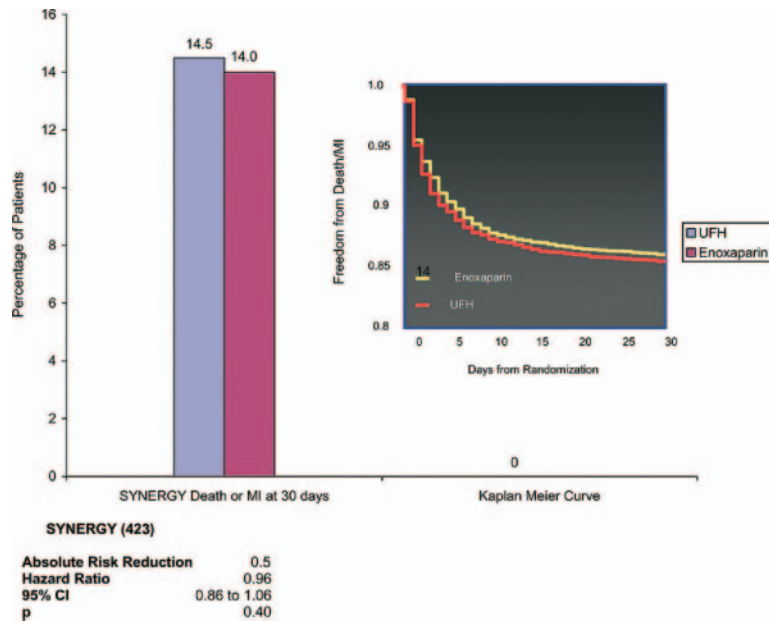 16
14
12
10
8
6
4
2
0
Percentage of Patients
14.5
14.0
1.0
0.95
0.9
0.85
0.8
Freedom from Death/MI
14
Enoxaparin
UFH
0 5 10 15 20 25 30
Days from Randomization
UFH
Enoxaparin
0
SYNERGY Death or MI at 30 days
Kaplan Meier Curve
SYNERGY (423)
Absolute Risk Reduction 0.5
Hazard Ratio 0.96
95% CI 0.86 to 1.06
p 0.40